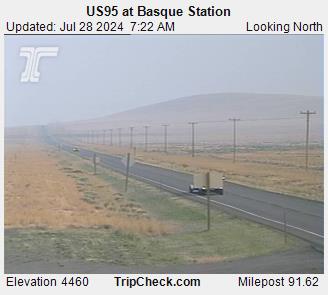 US95 at Basque Station
Updated: Jul 28 2024 7:22 AM Looking North
Elevation 4460 TripCheck.com Milepost 91.62